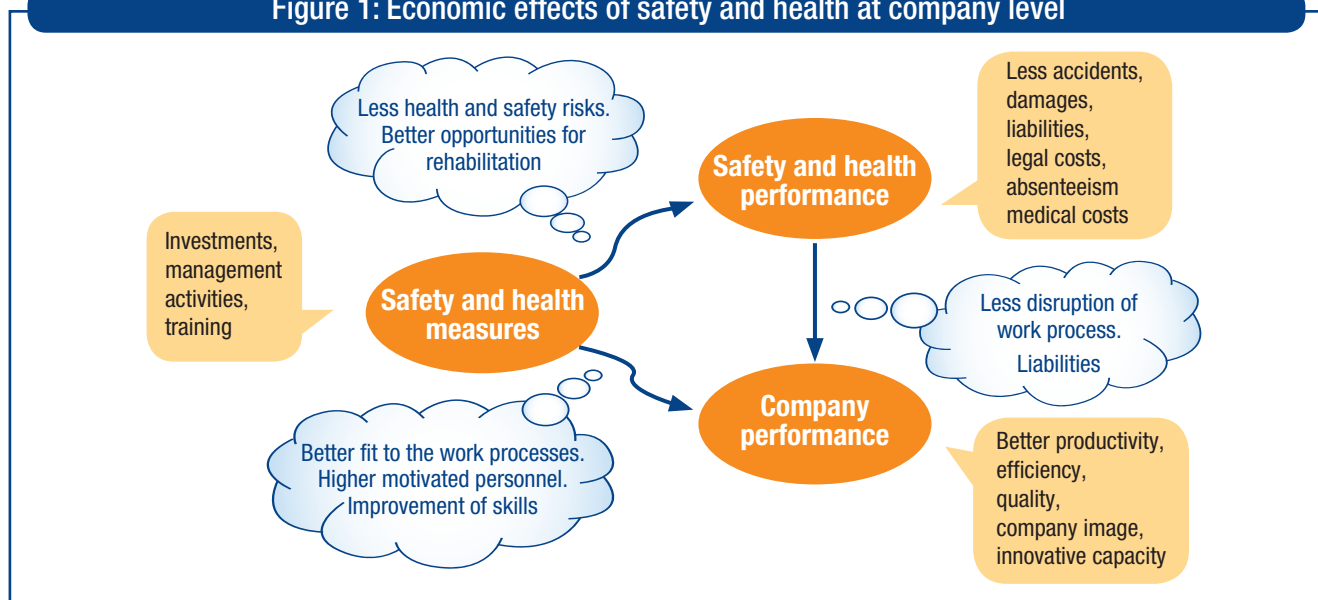 Figure 1: Economic effects of safety and health at company level
Less health and safety risks.
Better opportunities for
rehabilitation
Safety and health
performance
Less accidents,
damages,
liabilities,
legal costs,
absenteeism
medical costs
Investments,
management
activities,
training
Safety and health
measures
Less disruption of
work process.
Liabilities
Better fit to the work processes.
Higher motivated personnel.
Improvement of skills
Company
performance
Better productivity,
efficiency,
quality,
company image,
innovative capacity